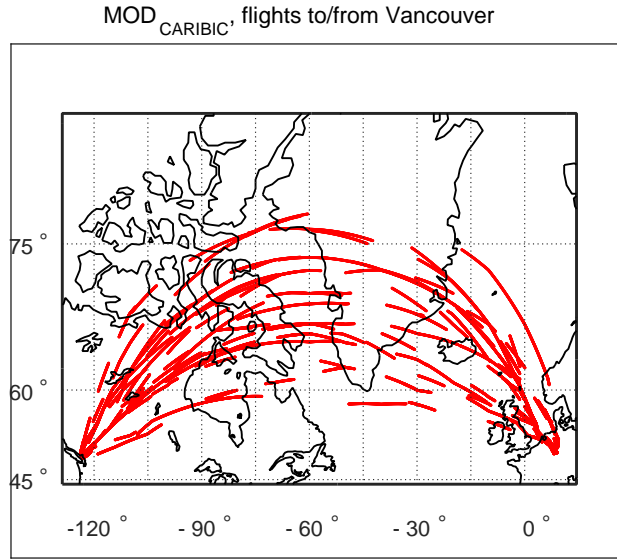 MOD CARIBIC, flights to/from Vancouver
75 °
60 °
45 °
-120 ° - 90 ° - 60 ° - 30 ° 0 °